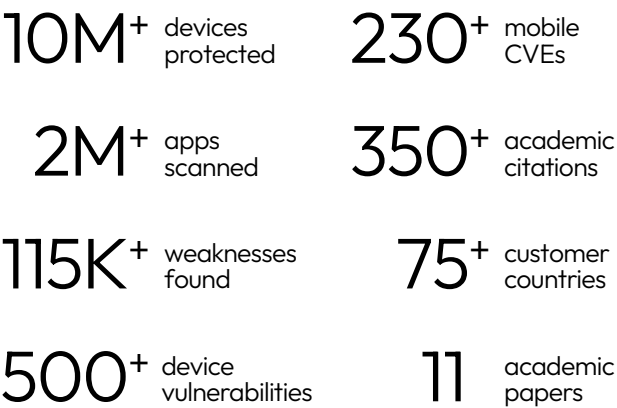 10M+ devices
protected
230+ mobile
CVEs
2M+ apps
scanned
350+ academic
citations
115K+ weaknesses
found
75+ customer
countries
500+ device
vulnerabilities
11 academic
papers